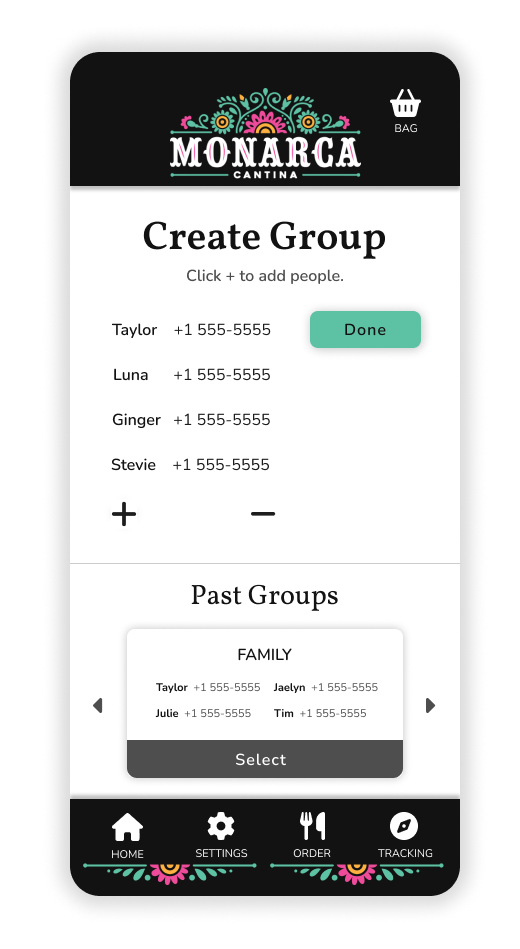 MONARCA
CANTINA
BAG
Create Group
Click + to add people.
Taylor +1 555-5555 Done
Luna +1 555-5555
Ginger +1 555-5555
Stevie +1 555-5555
Past Groups
FAMILY
Taylor +1 555-5555 Jaelyn +1 555-5555
Julie +1 555-5555 Tim +1 555-5555
Select
HOME SETTINGS ORDER TRACKING